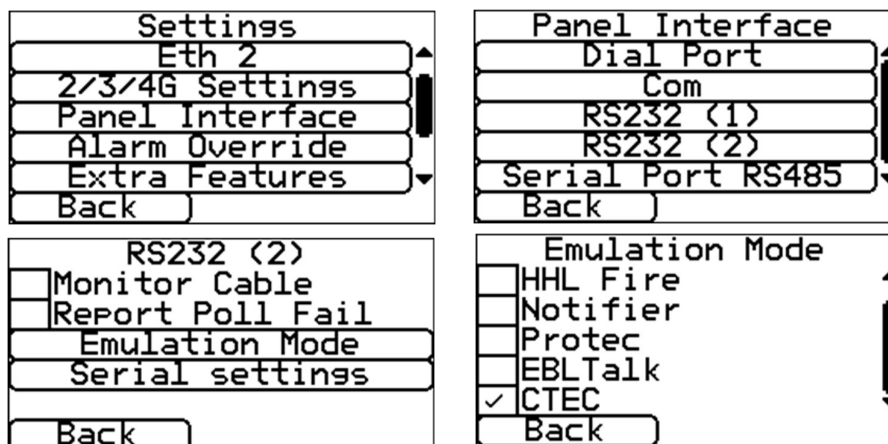 Settings
Eth 2
2/3/4G Settings
Panel Interface
Alarm Override
Extra Features
Back
Panel Interface
Dial Port
Com
RS232 (1)
RS232 (2)
Serial Port RS485
Back
RS232 (2)
Monitor Cable
Report Poll Fail
Emulation Mode
Serial settings
Back
Emulation Mode
HHL Fire
Notifier
Protec
EBLTalk
CTEC
Back